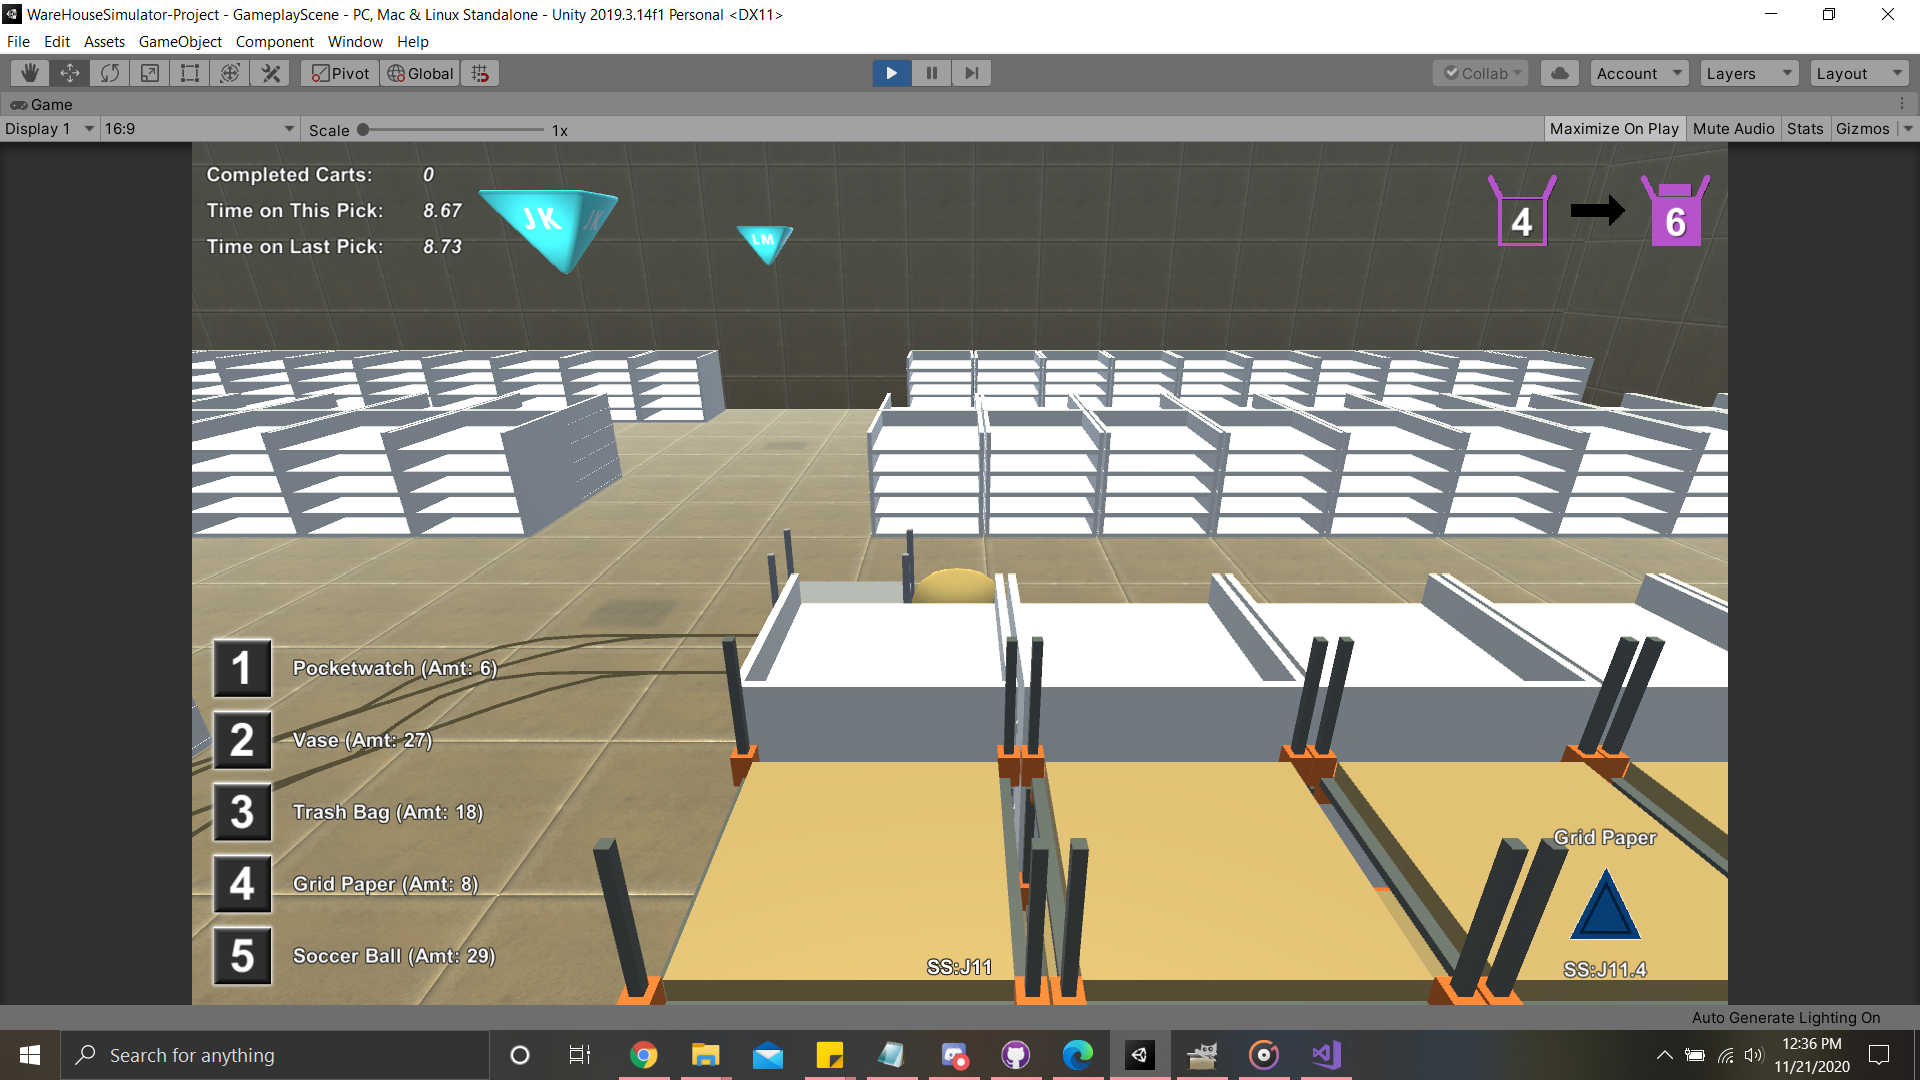 WareHouseSimulator-Project - GameplayScene - PC, Mac & Linux Standalone - Unity 2019.3.14f1 Personal <DX11>
File Edit Assets GameObject Component Window Help
Pivot Global Collab Account Layers Layout
Game
Display 1 16:9 Scale 1x Maximize On Play Mute Audio Stats Gizmos
Completed Carts: 0
Time on This Pick: 8.67
Time on Last Pick: 8.73
JK JK
LM
4 6
1 Pocketwatch (Amt: 6)
2 Vase (Amt: 27)
3 Trash Bag (Amt: 18)
4 Grid Paper (Amt: 8)
5 Soccer Ball (Amt: 29)
Grid Paper
SS:J11
SS:J11.4
Auto Generate Lighting On
Search for anything
12:36 PM
11/21/2020